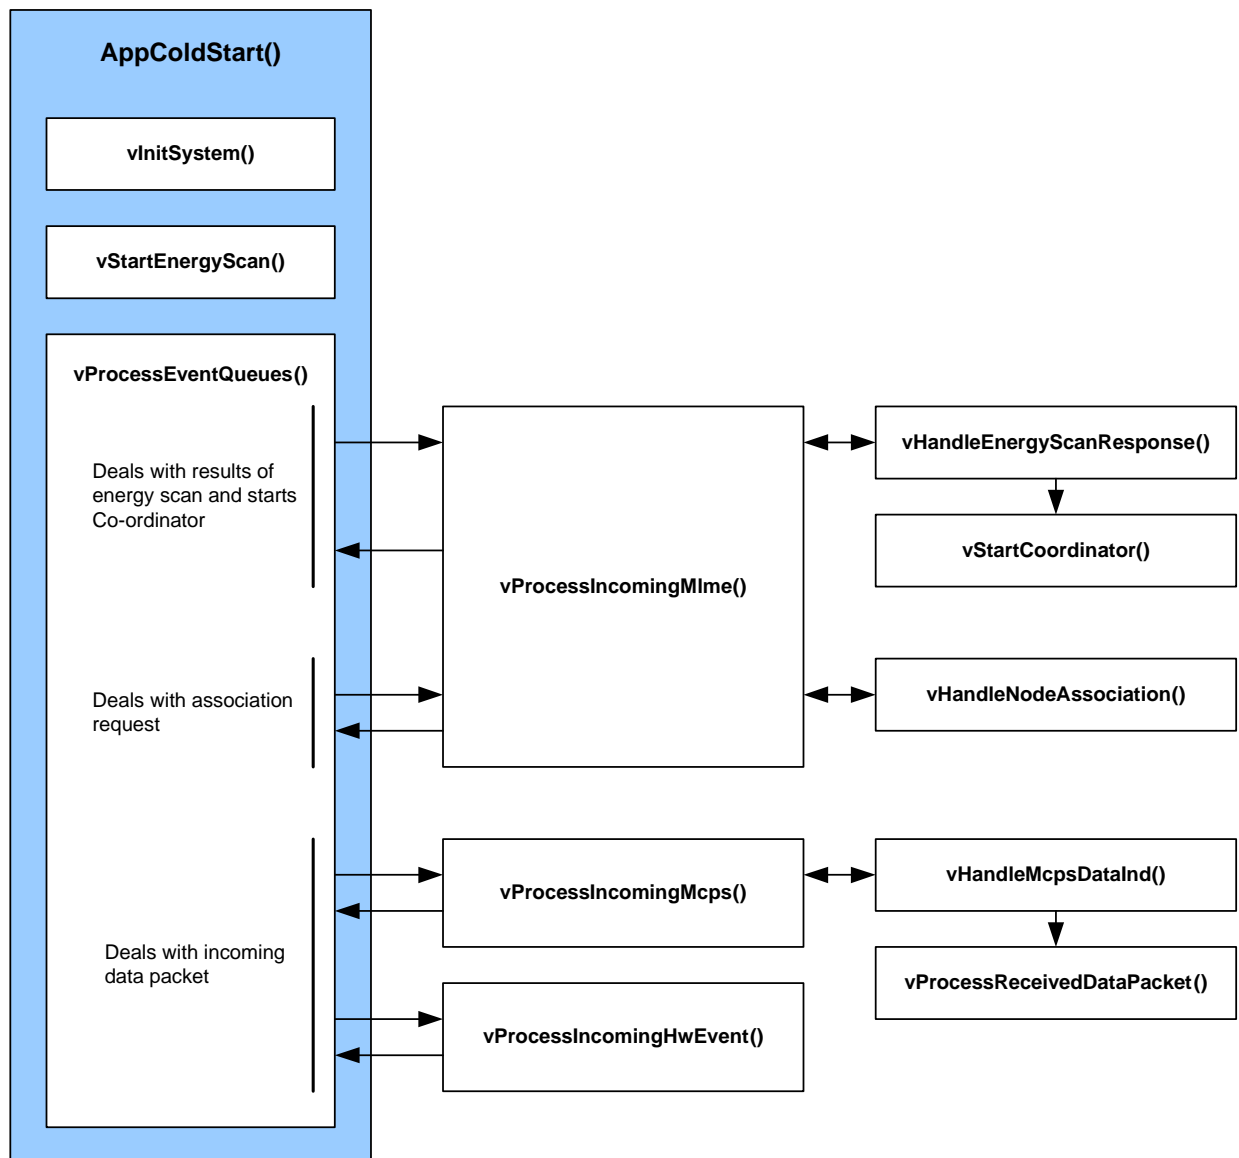 AppColdStart()
vInitSystem()
vStartEnergyScan()
vProcessEventQueues()
Deals with results of
energy scan and starts
Co-ordinator
Deals with association
request
Deals with incoming
data packet
vProcessIncomingMlme()
vProcessIncomingMcps()
vProcessIncomingHwEvent()
vHandleEnergyScanResponse()
vStartCoordinator()
vHandleNodeAssociation()
vHandleMcpsDataInd()
vProcessReceivedDataPacket()